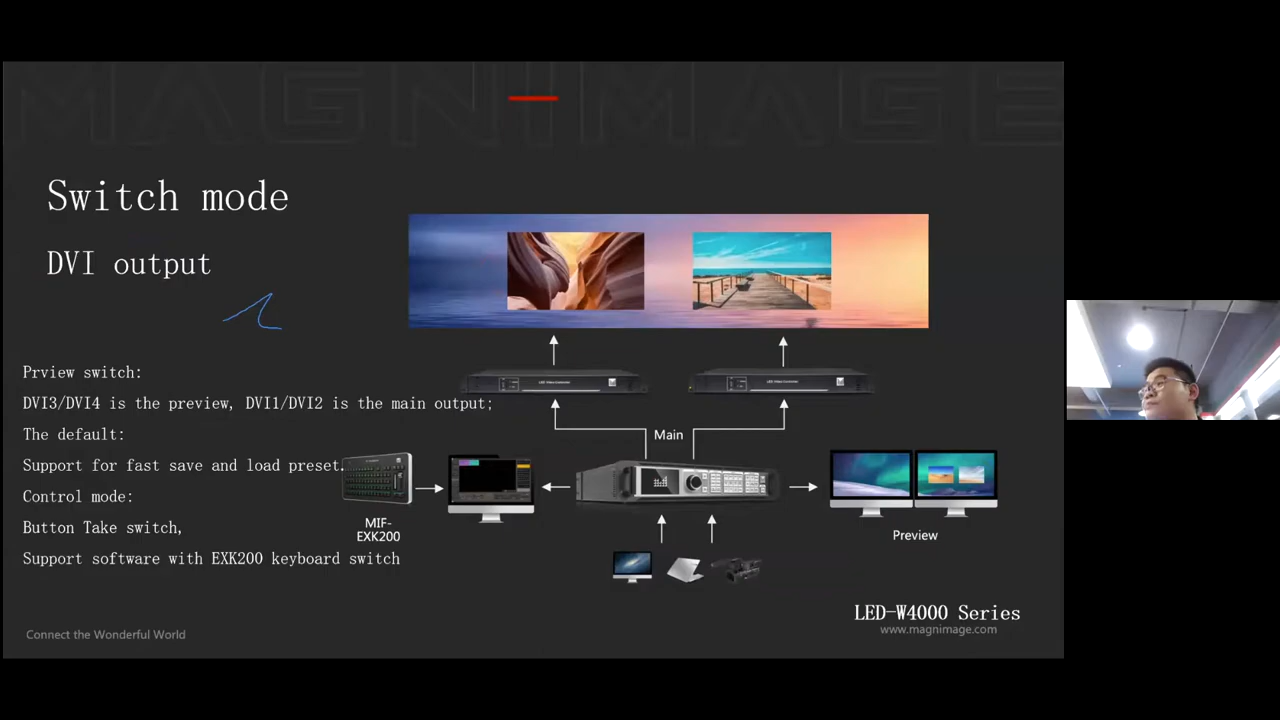 MAGNIMAGE
Switch mode
DVI output
Prview switch:
DVI3/DVI4 is the preview, DVI1/DVI2 is the main output;
The default:
Support for fast save and load preset.
Control mode:
Button Take switch,
Support software with EXK200 keyboard switch
MIF-
EXK200
Main
Preview
LED-W4000 Series
www.magnimage.com
Connect the Wonderful World